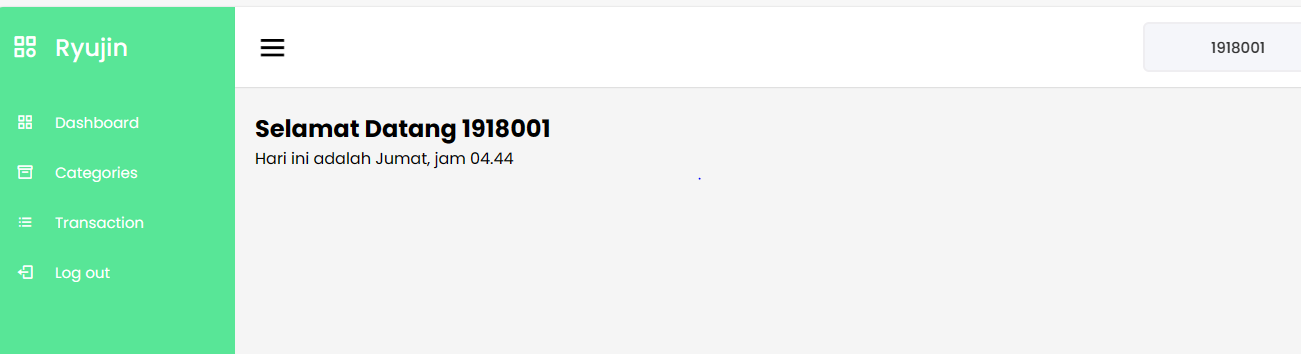 Ryujin
Dashboard
Categories
Transaction
Log out
1918001
Selamat Datang 1918001
Hari ini adalah Jumat, jam 04.44